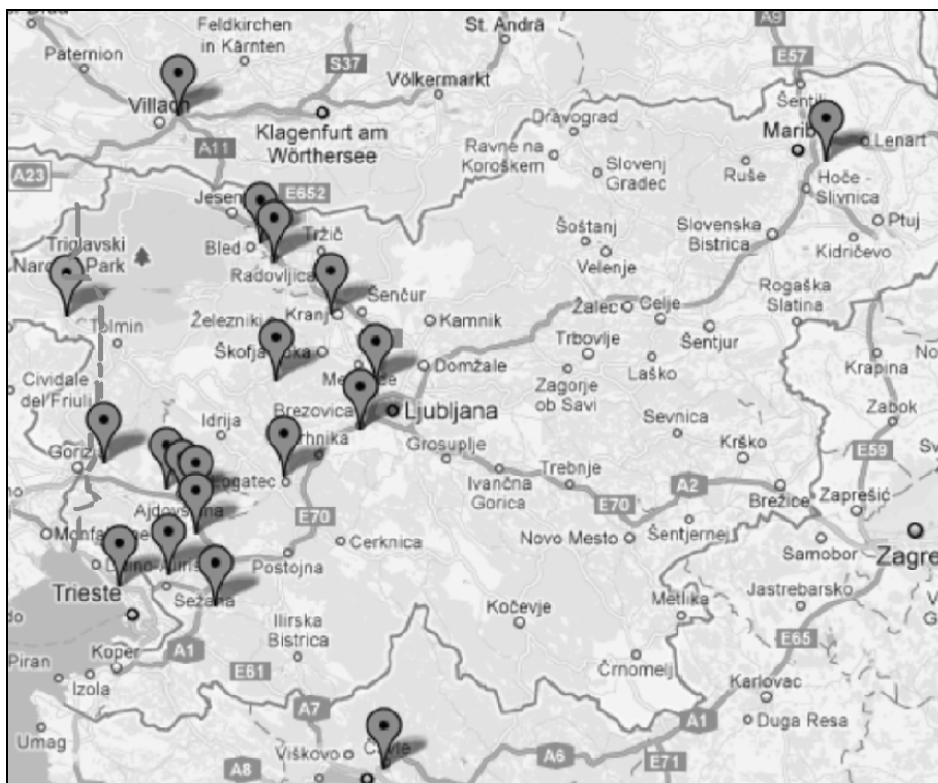 Feldkirchen
in Kärnten
St. Andrä
A9
Paternion
S37
E57
Völkermarkt
Šentilj
Villach
Klagenfurt am
Wörthersee
Dravograd
Lenart
A11
Ravne na
Koroškem
Slovenj
Gradec
Ruše
Hoče -
Slivnica
A23
E652
Ptuj
Bled
Tržič
Šoštanj
Slovenska
Bistrica
Kidričevo
Triglavski
Park
Radovljica
Velenje
Rogaška
Slatina
Šenčur
Kranj
Kamnik
Žalec
Celje
Tolmin
Železniki
Trbovlje
Šentjur
Krapina
Domžale
Laško
Cividale
del Friuli
Zagorje
ob Savi
Zabok
Idrija
Brezovica
Ljubljana
Sevnica
Grosuplje
Krško
E59
Ivančna
Gorica
Trebnje
A2
Brežice
Zaprešić
Ajdovščina
E70
E70
Šentjernej
Cerknica
Novo Mesto
Samobor
Postojna
Trieste
Sežana
Kočevje
Metlika
Jastrebarsko
Ilirska
Bistrica
E65
Piran
Koper
A1
E61
Črnomelj
Izola
Karlovac
A7
A1
Duga Resa
Umag
Viškovo
A6
E71
A8